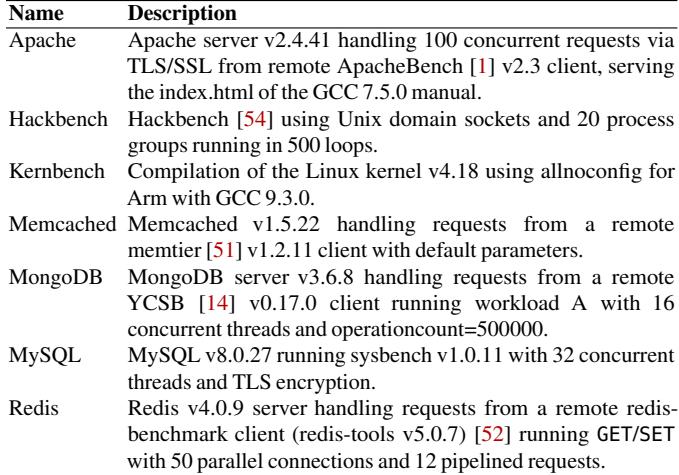 Name Description
Apache Apache server v2.4.41 handling 100 concurrent requests via
TLS/SSL from remote ApacheBench [1] v2.3 client, serving
the index.html of the GCC 7.5.0 manual.
Hackbench Hackbench [54] using Unix domain sockets and 20 process
groups running in 500 loops.
Kernbench Compilation of the Linux kernel v4.18 using allnoconfig for
Arm with GCC 9.3.0.
Memcached Memcached v1.5.22 handling requests from a remote
memtier [51] v1.2.11 client with default parameters.
MongoDB MongoDB server v3.6.8 handling requests from a remote
YCSB [14] v0.17.0 client running workload A with 16
concurrent threads and operationcount=500000.
MySQL MySQL v8.0.27 running sysbench v1.0.11 with 32 concurrent
threads and TLS encryption.
Redis Redis v4.0.9 server handling requests from a remote redis-
benchmark client (redis-tools v5.0.7) [52] running GET/SET
with 50 parallel connections and 12 pipelined requests.